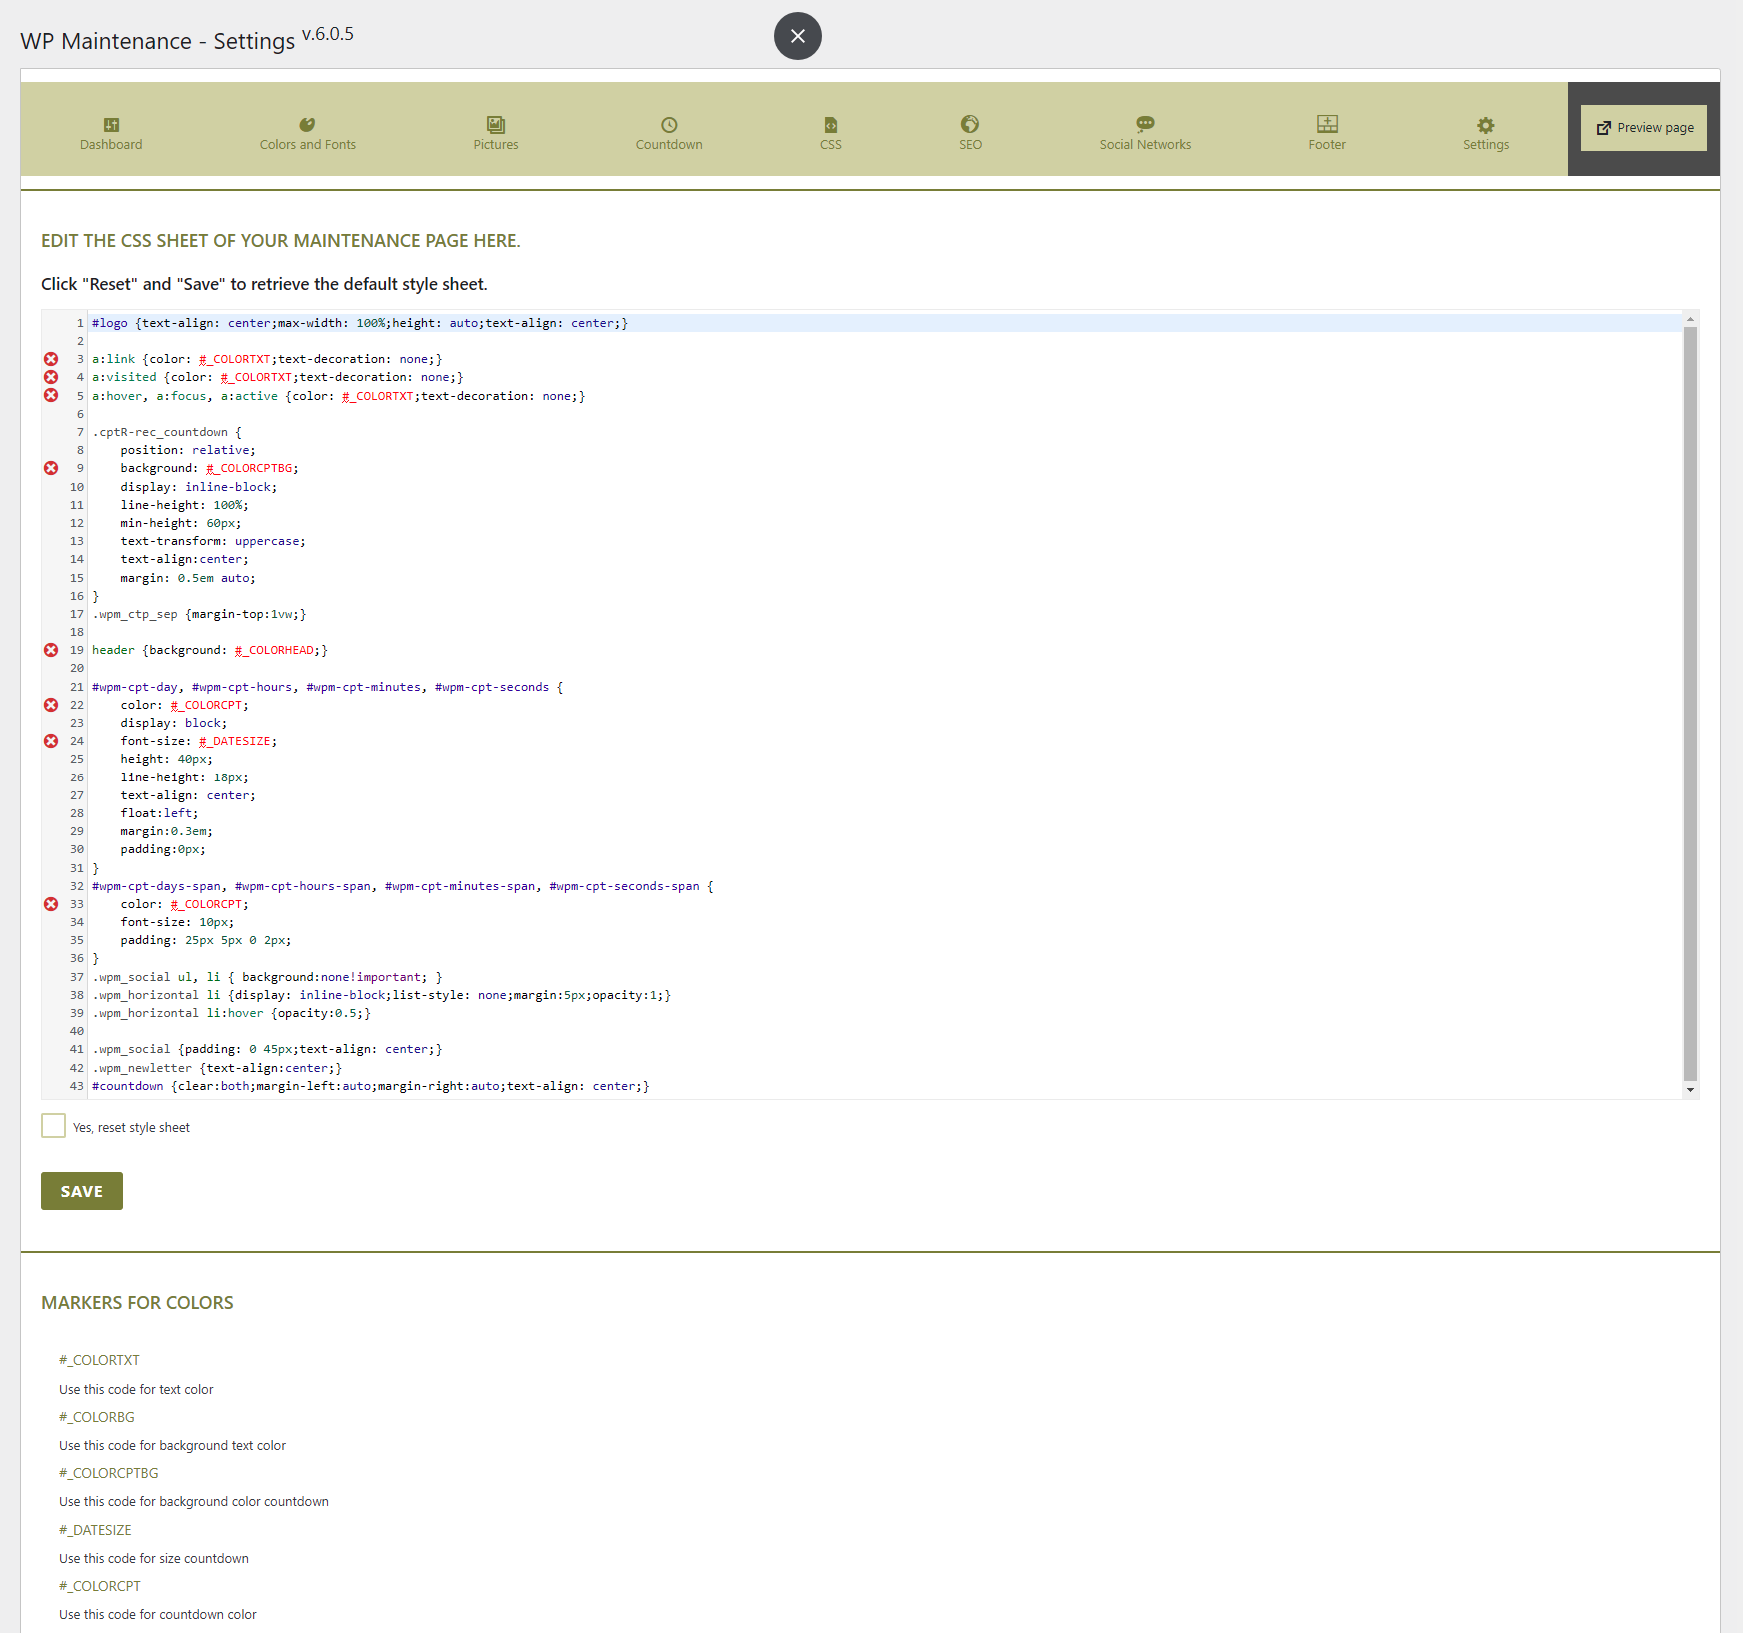 WP Maintenance - Settings v.6.0.5
Dashboard
Colors and Fonts
Pictures
Countdown
CSS
SEO
Social Networks
Footer
Settings
Preview page
EDIT THE CSS SHEET OF YOUR MAINTENANCE PAGE HERE.
Click "Reset" and "Save" to retrieve the default style sheet.
1 #logo {text-align: center;max-width: 100%;height: auto;text-align: center;}
2
3 a:link {color: #_COLORTXT;text-decoration: none;}
4 a:visited {color: #_COLORTXT;text-decoration: none;}
5 a:hover, a:focus, a:active {color: #_COLORTXT;text-decoration: none;}
6
7 .cptR-rec_countdown {
8     position: relative;
9     background: #_COLORCPTBG;
10     display: inline-block;
11     line-height: 100%;
12     min-height: 60px;
13     text-transform: uppercase;
14     text-align:center;
15     margin: 0.5em auto;
16 }
17 .wpm_ctp_sep {margin-top:1vw;}
18
19 header {background: #_COLORHEAD;}
20
21 #wpm-cpt-day, #wpm-cpt-hours, #wpm-cpt-minutes, #wpm-cpt-seconds {
22     color: #_COLORCPT;
23     display: block;
24     font-size: #_DATESIZE;
25     height: 40px;
26     line-height: 18px;
27     text-align: center;
28     float:left;
29     margin:0.3em;
30     padding:0px;
31 }
32 #wpm-cpt-days-span, #wpm-cpt-hours-span, #wpm-cpt-minutes-span, #wpm-cpt-seconds-span {
33     color: #_COLORCPT;
34     font-size: 10px;
35     padding: 25px 5px 0 2px;
36 }
37 .wpm_social ul, li { background:none!important; }
38 .wpm_horizontal li {display: inline-block;list-style: none;margin:5px;opacity:1;}
39 .wpm_horizontal li:hover {opacity:0.5;}
40
41 .wpm_social {padding: 0 45px;text-align: center;}
42 .wpm_newletter {text-align:center;}
43 #countdown {clear:both;margin-left:auto;margin-right:auto;text-align: center;}
Yes, reset style sheet
SAVE
MARKERS FOR COLORS
#_COLORTXT
Use this code for text color
#_COLORBG
Use this code for background text color
#_COLORCPTBG
Use this code for background color countdown
#_DATESIZE
Use this code for size countdown
#_COLORCPT
Use this code for countdown color